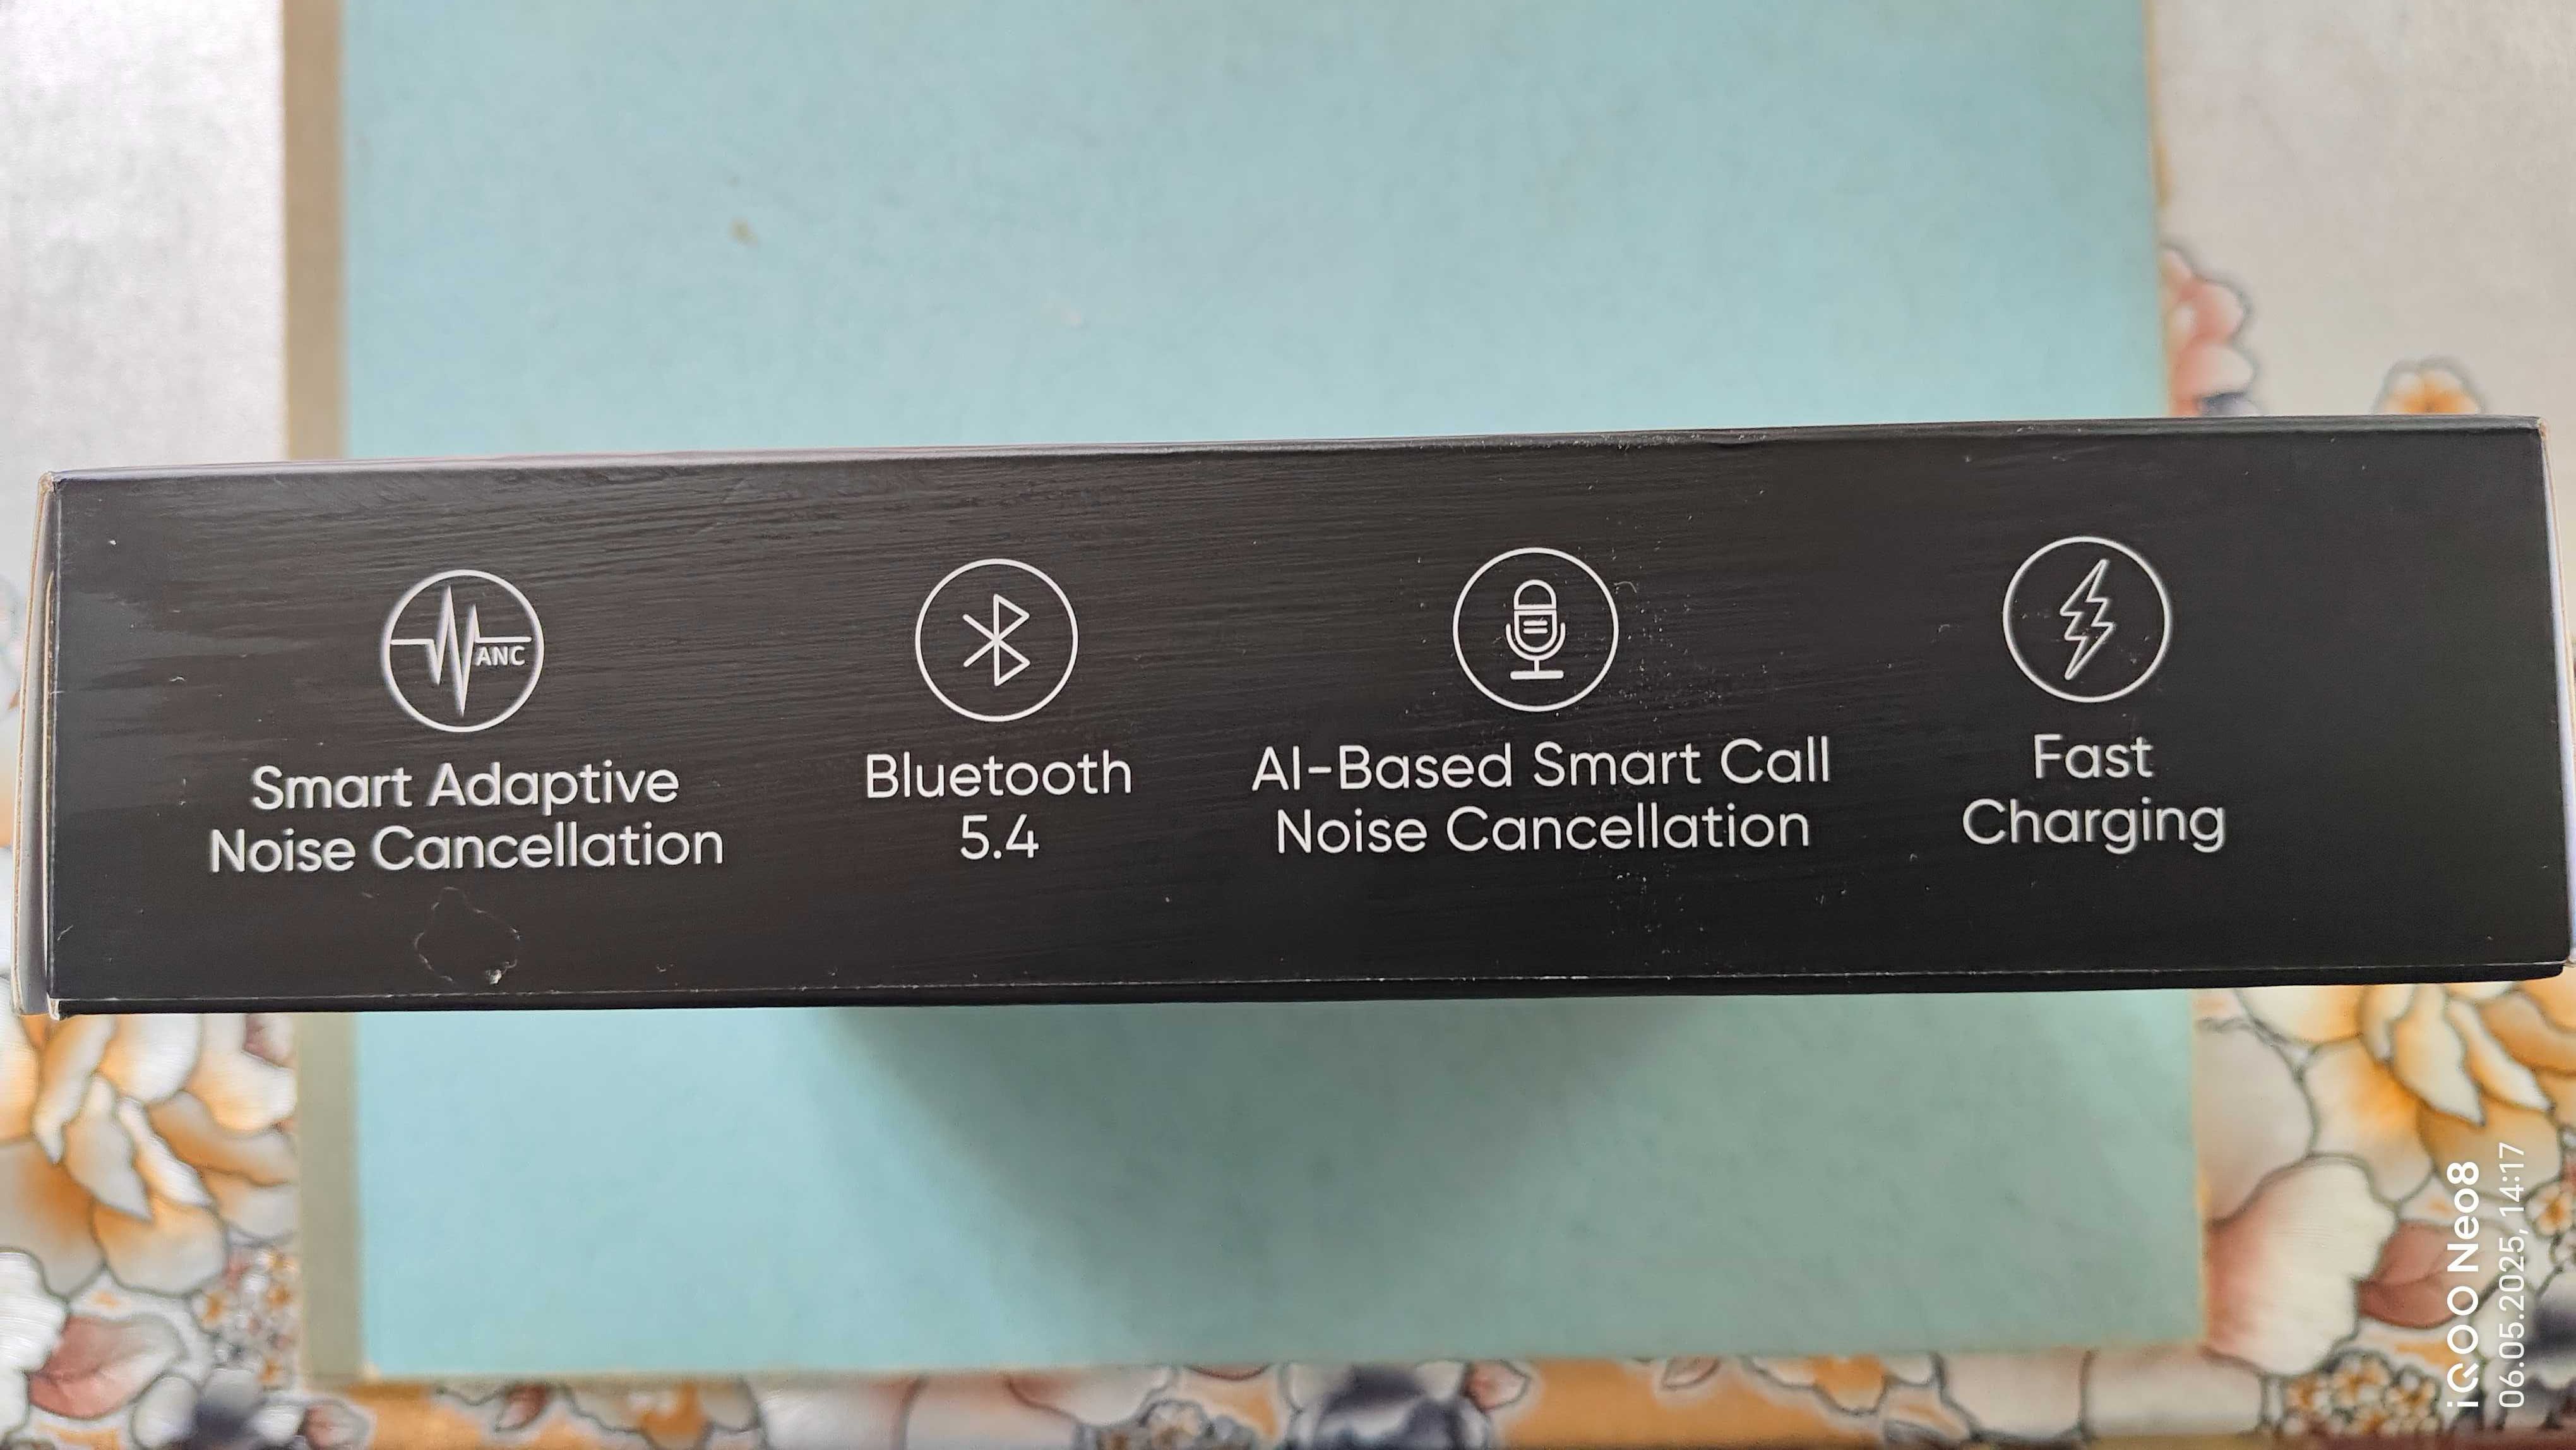 ANC
Smart Adaptive
Noise Cancellation
Bluetooth
5.4
AI-Based Smart Call
Noise Cancellation
Fast
Charging
iQOO Neo8
06.05.2025, 14:17